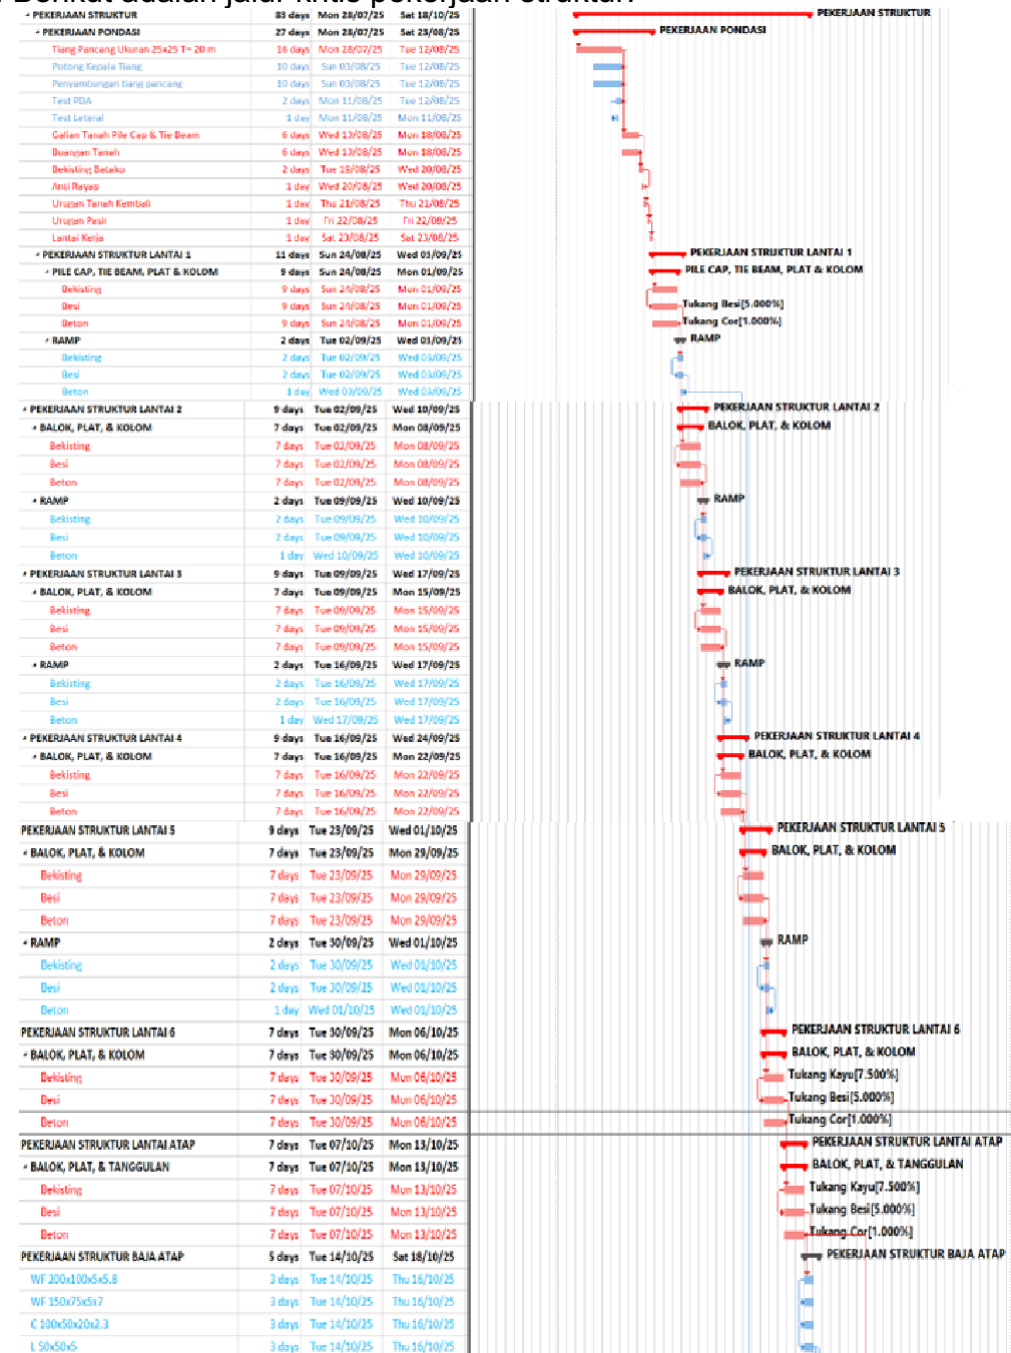 Berikut adalah jalur kritis pekerjaan struktur:
PEKERJAAN STRUKTUR 83 days Mon 28/07/25 Sat 18/10/25 PEKERJAAN STRUKTUR
PEKERJAAN PONDASI 27 days Mon 28/07/25 Sat 23/08/25 PEKERJAAN PONDASI
Tiang Pancang Ukuran 25x25 T= 20 m 16 days Mon 28/07/25 Tue 12/08/25
Potong Kepala Tiang 10 days Sun 03/08/25 Tue 12/08/25
Penyambungan tiang pancang 10 days Sun 03/08/25 Tue 12/08/25
Test PDA 2 days Mon 11/08/25 Tue 12/08/25
Test Leteral 1 day Mon 11/08/25 Mon 11/08/25
Galian Tanah Pile Cap & Tie Beam 6 days Wed 13/08/25 Mon 18/08/25
Buangan Tanah 6 days Wed 13/08/25 Mon 18/08/25
Bekisting Batako 2 days Tue 19/08/25 Wed 20/08/25
Anti Rayap 1 day Wed 20/08/25 Wed 20/08/25
Urugan Tanah Kembali 1 day Thu 21/08/25 Thu 21/08/25
Urugan Pasir 1 day Fri 22/08/25 Fri 22/08/25
Lantai Kerja 1 day Sat 23/08/25 Sat 23/08/25
PEKERJAAN STRUKTUR LANTAI 1 11 days Sun 24/08/25 Wed 03/09/25 PEKERJAAN STRUKTUR LANTAI 1
PILE CAP, TIE BEAM, PLAT & KOLOM 9 days Sun 24/08/25 Mon 01/09/25 PILE CAP, TIE BEAM, PLAT & KOLOM
Bekisting 9 days Sun 24/08/25 Mon 01/09/25
Besi 9 days Sun 24/08/25 Mon 01/09/25 Tukang Besi[5.000%]
Beton 9 days Sun 24/08/25 Mon 01/09/25 Tukang Cor[1.000%]
RAMP 2 days Tue 02/09/25 Wed 03/09/25 RAMP
Bekisting 2 days Tue 02/09/25 Wed 03/09/25
Besi 2 days Tue 02/09/25 Wed 03/09/25
Beton 1 day Wed 03/09/25 Wed 03/09/25
PEKERJAAN STRUKTUR LANTAI 2 9 days Tue 02/09/25 Wed 10/09/25 PEKERJAAN STRUKTUR LANTAI 2
BALOK, PLAT, & KOLOM 7 days Tue 02/09/25 Mon 08/09/25 BALOK, PLAT, & KOLOM
Bekisting 7 days Tue 02/09/25 Mon 08/09/25
Besi 7 days Tue 02/09/25 Mon 08/09/25
Beton 7 days Tue 02/09/25 Mon 08/09/25
RAMP 2 days Tue 09/09/25 Wed 10/09/25 RAMP
Bekisting 2 days Tue 09/09/25 Wed 10/09/25
Besi 2 days Tue 09/09/25 Wed 10/09/25
Beton 1 day Wed 10/09/25 Wed 10/09/25
PEKERJAAN STRUKTUR LANTAI 3 9 days Tue 09/09/25 Wed 17/09/25 PEKERJAAN STRUKTUR LANTAI 3
BALOK, PLAT, & KOLOM 7 days Tue 09/09/25 Mon 15/09/25 BALOK, PLAT, & KOLOM
Bekisting 7 days Tue 09/09/25 Mon 15/09/25
Besi 7 days Tue 09/09/25 Mon 15/09/25
Beton 7 days Tue 09/09/25 Mon 15/09/25
RAMP 2 days Tue 16/09/25 Wed 17/09/25 RAMP
Bekisting 2 days Tue 16/09/25 Wed 17/09/25
Besi 2 days Tue 16/09/25 Wed 17/09/25
Beton 1 day Wed 17/09/25 Wed 17/09/25
PEKERJAAN STRUKTUR LANTAI 4 9 days Tue 16/09/25 Wed 24/09/25 PEKERJAAN STRUKTUR LANTAI 4
BALOK, PLAT, & KOLOM 7 days Tue 16/09/25 Mon 22/09/25 BALOK, PLAT, & KOLOM
Bekisting 7 days Tue 16/09/25 Mon 22/09/25
Besi 7 days Tue 16/09/25 Mon 22/09/25
Beton 7 days Tue 16/09/25 Mon 22/09/25
PEKERJAAN STRUKTUR LANTAI 5 9 days Tue 23/09/25 Wed 01/10/25 PEKERJAAN STRUKTUR LANTAI 5
BALOK, PLAT, & KOLOM 7 days Tue 23/09/25 Mon 29/09/25 BALOK, PLAT, & KOLOM
Bekisting 7 days Tue 23/09/25 Mon 29/09/25
Besi 7 days Tue 23/09/25 Mon 29/09/25
Beton 7 days Tue 23/09/25 Mon 29/09/25
RAMP 2 days Tue 30/09/25 Wed 01/10/25 RAMP
Bekisting 2 days Tue 30/09/25 Wed 01/10/25
Besi 2 days Tue 30/09/25 Wed 01/10/25
Beton 1 day Wed 01/10/25 Wed 01/10/25
PEKERJAAN STRUKTUR LANTAI 6 7 days Tue 30/09/25 Mon 06/10/25 PEKERJAAN STRUKTUR LANTAI 6
BALOK, PLAT, & KOLOM 7 days Tue 30/09/25 Mon 06/10/25 BALOK, PLAT, & KOLOM
Bekisting 7 days Tue 30/09/25 Mon 06/10/25 Tukang Kayu[7.500%]
Besi 7 days Tue 30/09/25 Mon 06/10/25 Tukang Besi[5.000%]
Beton 7 days Tue 30/09/25 Mon 06/10/25 Tukang Cor[1.000%]
PEKERJAAN STRUKTUR LANTAI ATAP 7 days Tue 07/10/25 Mon 13/10/25 PEKERJAAN STRUKTUR LANTAI ATAP
BALOK, PLAT, & TANGGULAN 7 days Tue 07/10/25 Mon 13/10/25 BALOK, PLAT, & TANGGULAN
Bekisting 7 days Tue 07/10/25 Mon 13/10/25 Tukang Kayu[7.500%]
Besi 7 days Tue 07/10/25 Mon 13/10/25 Tukang Besi[5.000%]
Beton 7 days Tue 07/10/25 Mon 13/10/25 Tukang Cor[1.000%]
PEKERJAAN STRUKTUR BAJA ATAP 5 days Tue 14/10/25 Sat 18/10/25 PEKERJAAN STRUKTUR BAJA ATAP
WF 200x100x5x5.8 3 days Tue 14/10/25 Thu 16/10/25
WF 150x75x5x7 3 days Tue 14/10/25 Thu 16/10/25
C 100x50x20x2.3 3 days Tue 14/10/25 Thu 16/10/25
L 50x50x5 3 days Tue 14/10/25 Thu 16/10/25